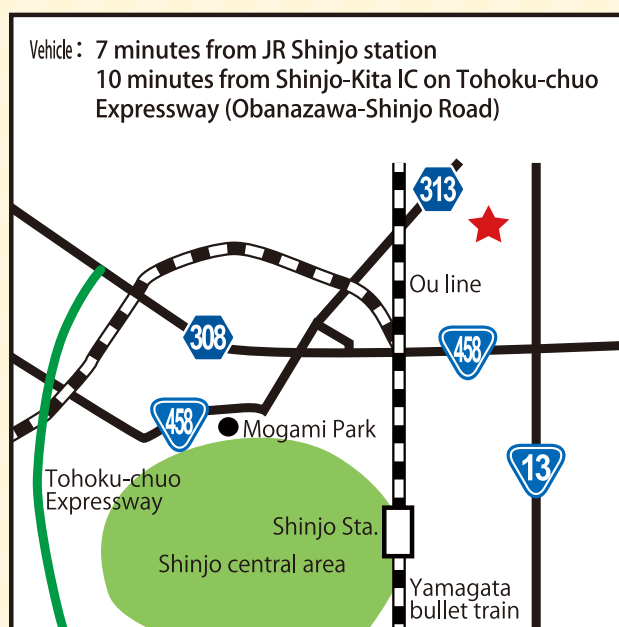 Vehicle: 7 minutes from JR Shinjo station
10 minutes from Shinjo-Kita IC on Tohoku-chuo
Expressway (Obanazawa-Shinjo Road)
313
Ou line
308
458
458
Mogami Park
13
Tohoku-chuo
Expressway
Shinjo Sta.
Shinjo central area
Yamagata
bullet train